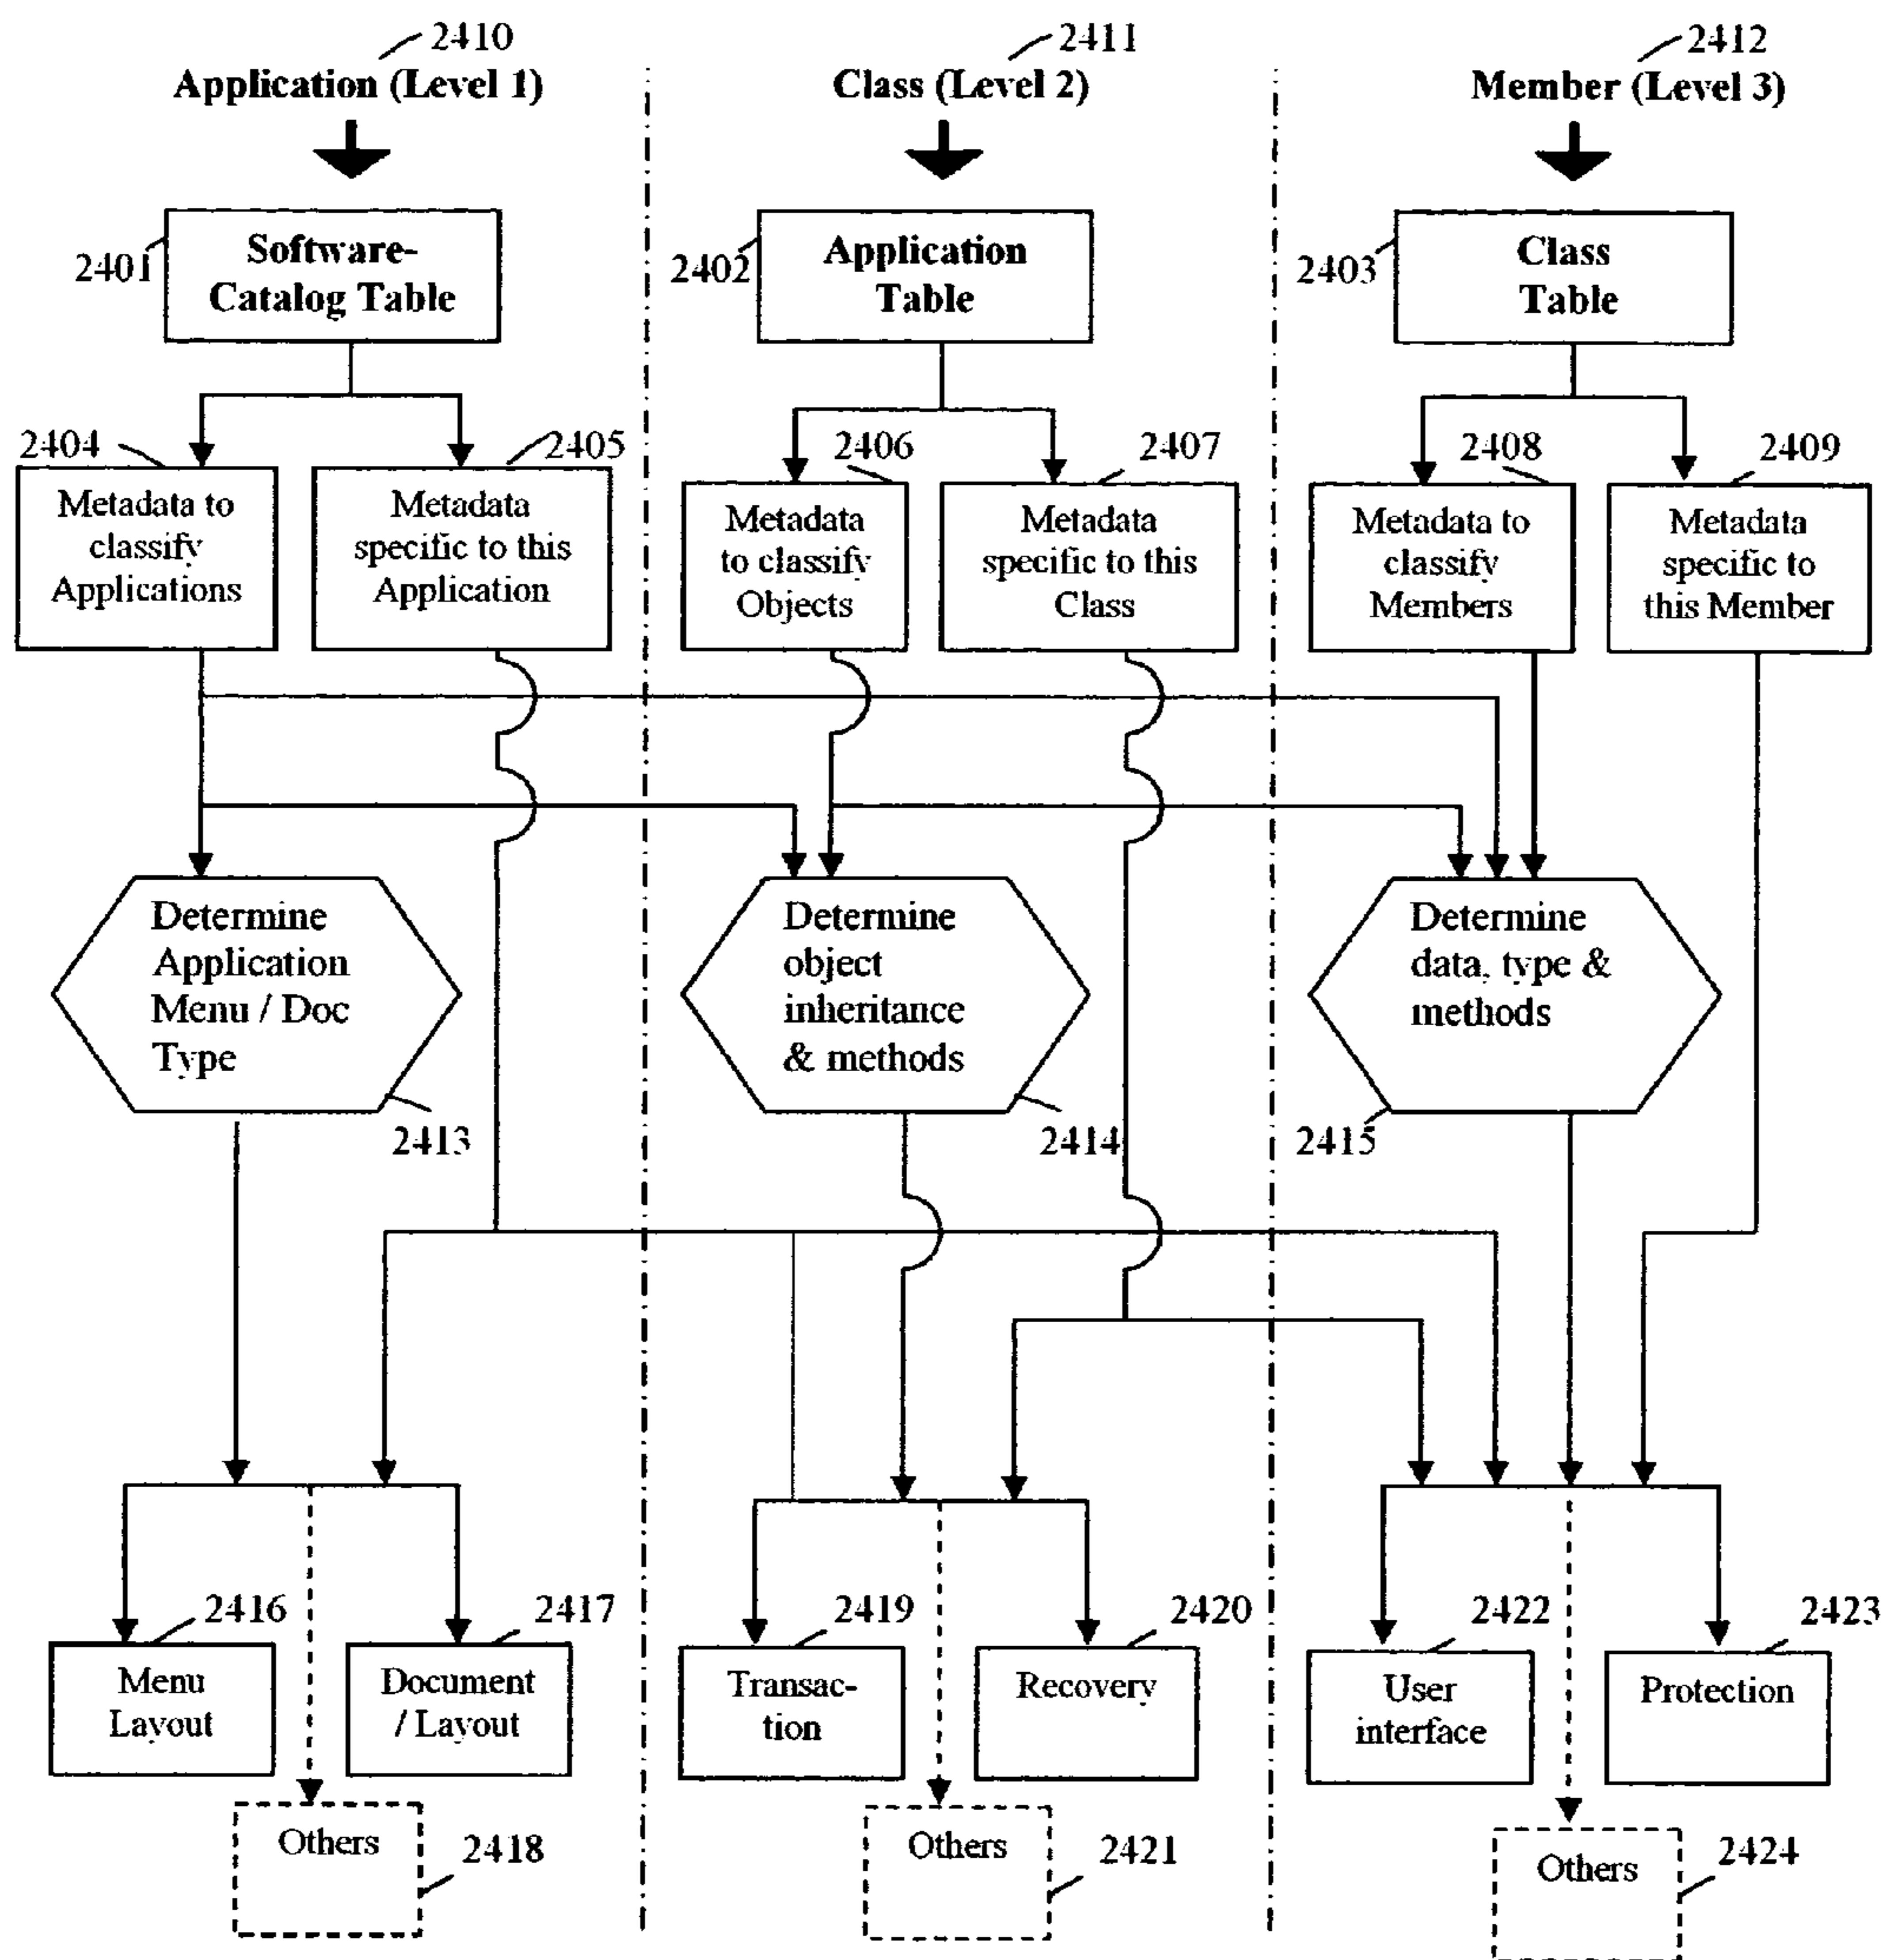 2410
Application (Level 1)
2411
Class (Level 2)
2412
Member (Level 3)
2401
Software-
Catalog Table
2402
Application
Table
2403
Class
Table
2404
Metadata to
classify
Applications
2405
Metadata
specific to this
Application
2406
Metadata
to classify
Objects
2407
Metadata
specific to this
Class
2408
Metadata to
classify
Members
2409
Metadata
specific to
this Member
Determine
Application
Menu / Doc
Type
2413
Determine
object
inheritance
& methods
2414
Determine
data, type &
methods
2415
2416
Menu
Layout
2417
Document
/ Layout
2419
Transac-
tion
2420
Recovery
2422
User
interface
2423
Protection
Others
2418
Others
2421
Others
2424